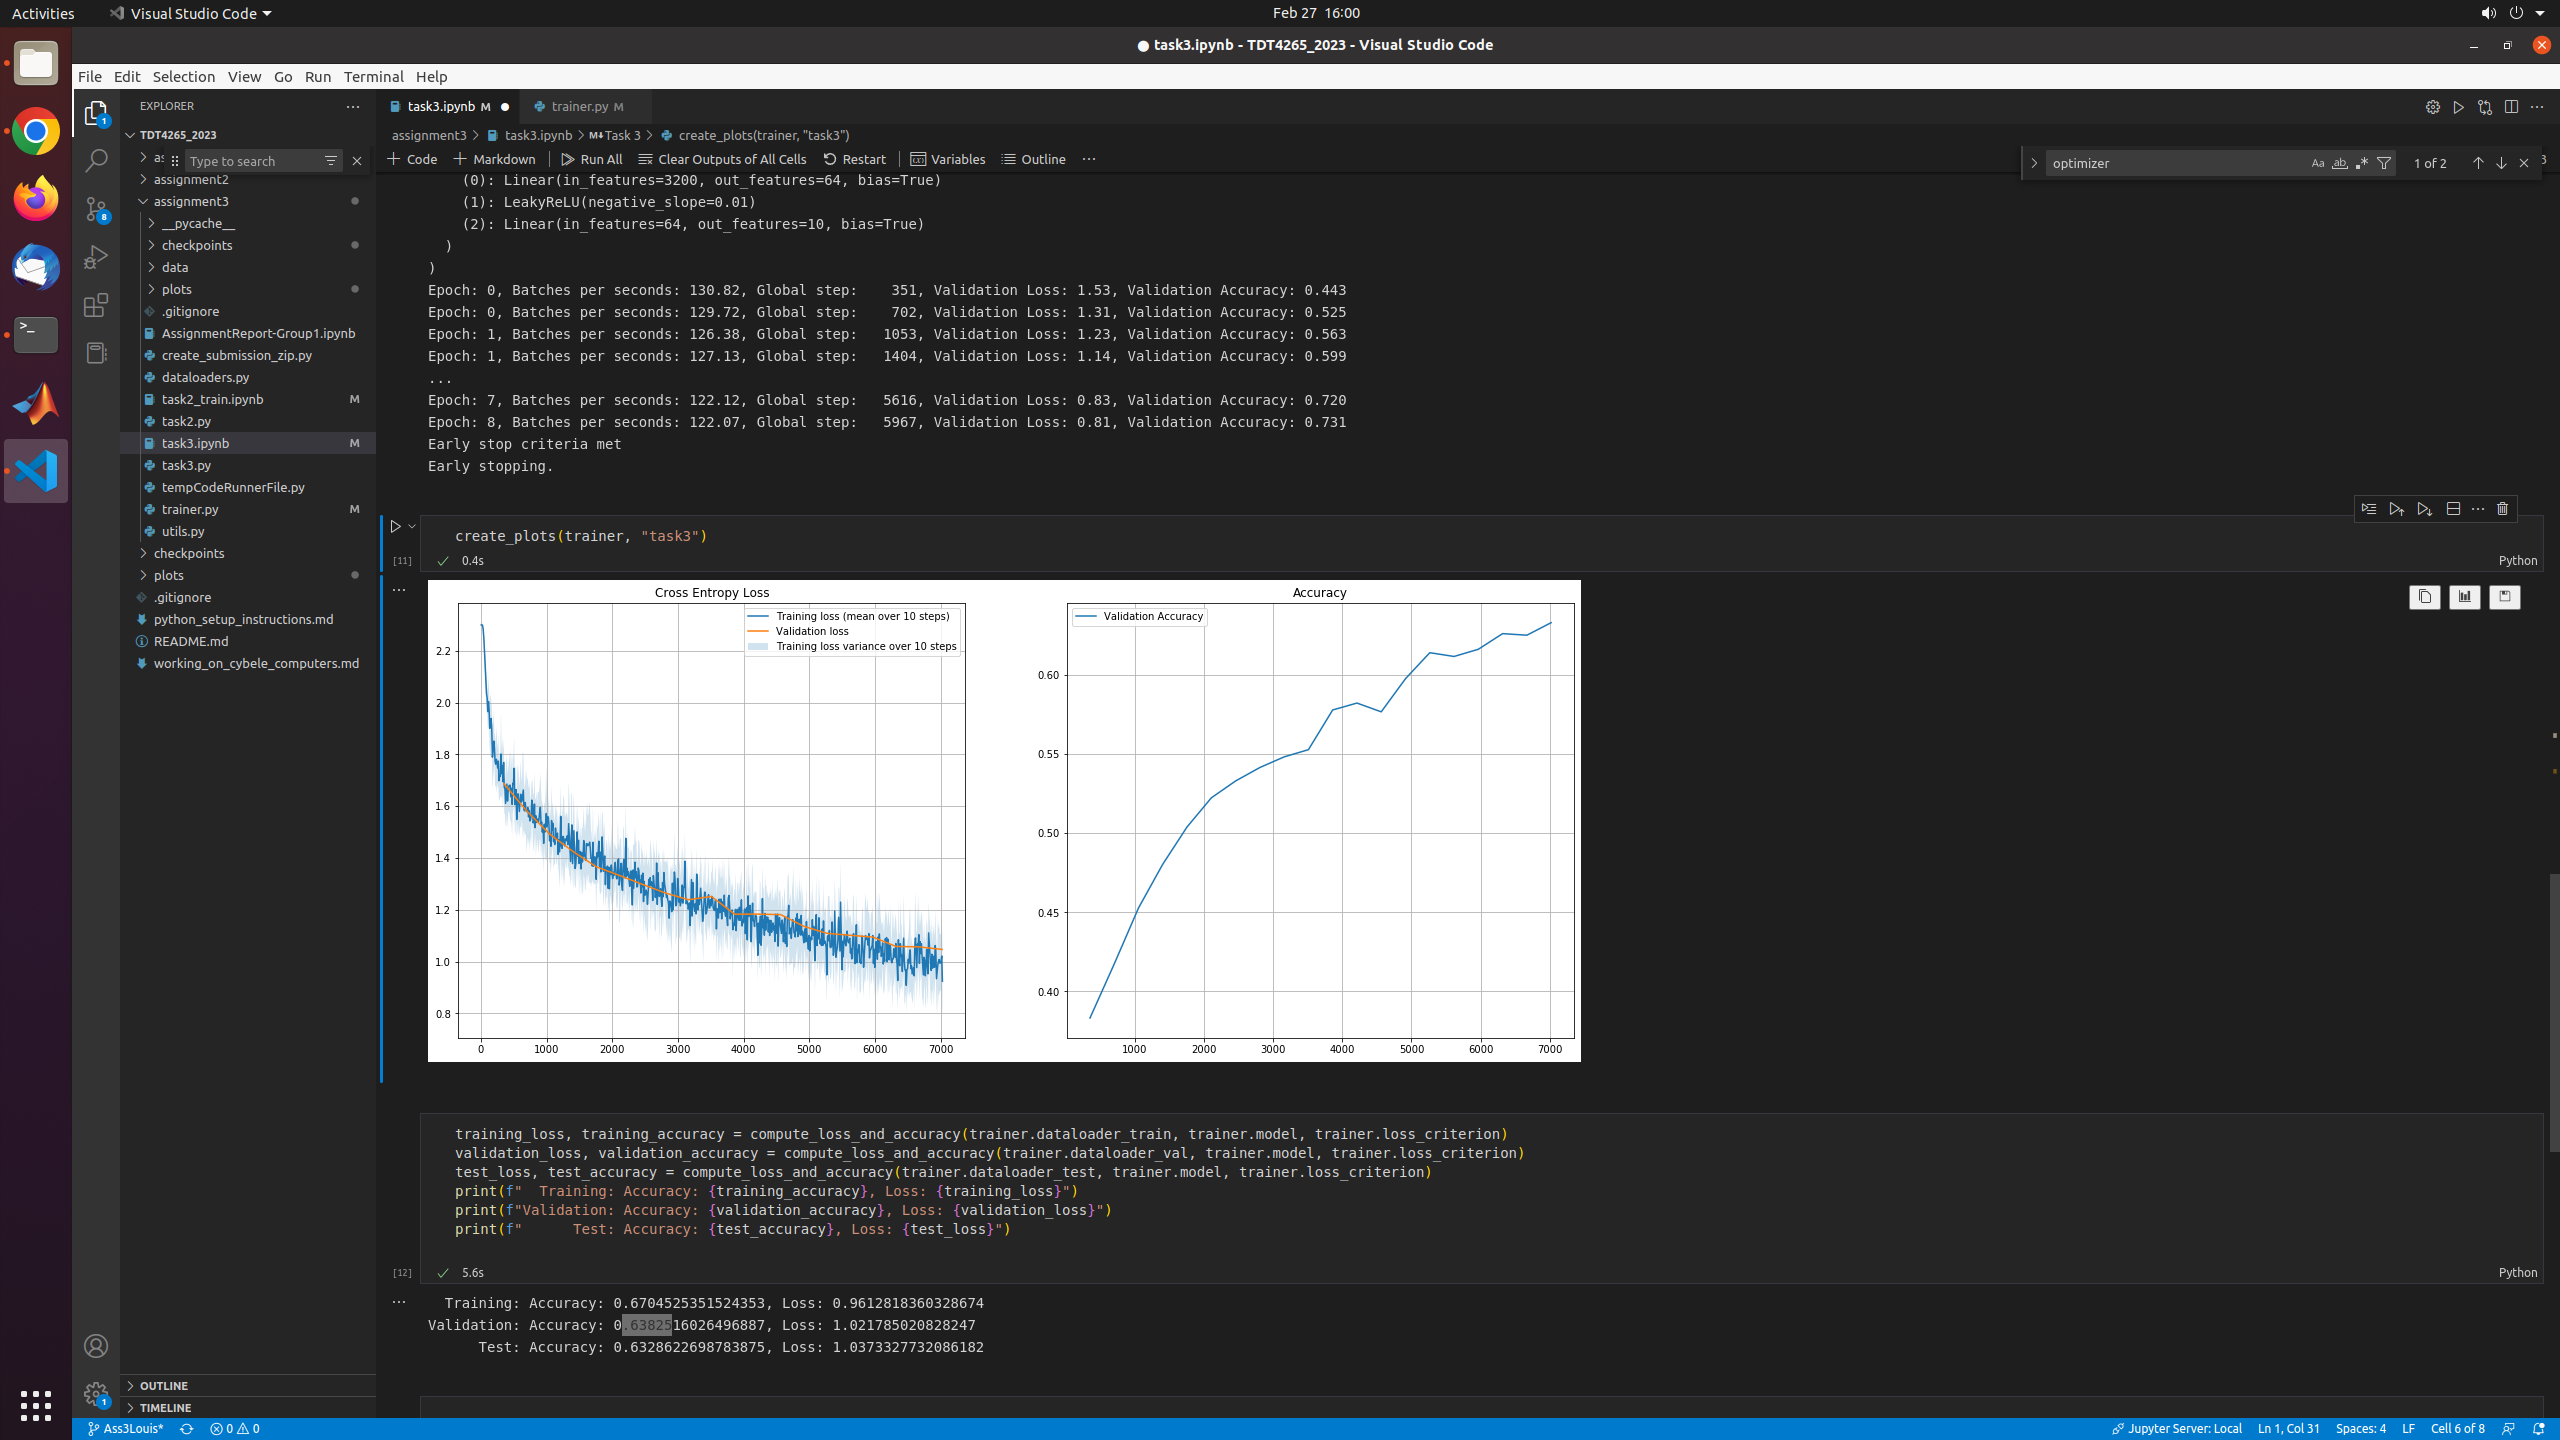 Activities
Visual Studio Code
Feb 27 16:00
task3.ipynb - TDT4265_2023 - Visual Studio Code
File Edit Selection View Go Run Terminal Help
EXPLORER
TDT4265_2023
as
Type to search
assignment2
assignment3
__pycache__
checkpoints
data
plots
.gitignore
AssignmentReport-Group1.ipynb
create_submission_zip.py
dataloaders.py
task2_train.ipynb M
task2.py
task3.ipynb M
task3.py
tempCodeRunnerFile.py
trainer.py M
utils.py
checkpoints
plots
.gitignore
python_setup_instructions.md
README.md
working_on_cybele_computers.md
OUTLINE
TIMELINE
1
8
1
task3.ipynb M
trainer.py M
assignment3 > task3.ipynb > M↓Task 3 > create_plots(trainer, "task3")
Code Markdown Run All Clear Outputs of All Cells Restart Variables Outline
optimizer Aa ab 1 of 2
3
(0): Linear(in_features=3200, out_features=64, bias=True)
(1): LeakyReLU(negative_slope=0.01)
(2): Linear(in_features=64, out_features=10, bias=True)
)
)
Epoch: 0, Batches per seconds: 130.82, Global step:    351, Validation Loss: 1.53, Validation Accuracy: 0.443
Epoch: 0, Batches per seconds: 129.72, Global step:    702, Validation Loss: 1.31, Validation Accuracy: 0.525
Epoch: 1, Batches per seconds: 126.38, Global step:   1053, Validation Loss: 1.23, Validation Accuracy: 0.563
Epoch: 1, Batches per seconds: 127.13, Global step:   1404, Validation Loss: 1.14, Validation Accuracy: 0.599
...
Epoch: 7, Batches per seconds: 122.12, Global step:   5616, Validation Loss: 0.83, Validation Accuracy: 0.720
Epoch: 8, Batches per seconds: 122.07, Global step:   5967, Validation Loss: 0.81, Validation Accuracy: 0.731
Early stop criteria met
Early stopping.
create_plots(trainer, "task3")
[11] 0.4s Python
Cross Entropy Loss
Training loss (mean over 10 steps)
Validation loss
Training loss variance over 10 steps
2.2
2.0
1.8
1.6
1.4
1.2
1.0
0.8
0 1000 2000 3000 4000 5000 6000 7000
Accuracy
Validation Accuracy
0.60
0.55
0.50
0.45
0.40
1000 2000 3000 4000 5000 6000 7000
training_loss, training_accuracy = compute_loss_and_accuracy(trainer.dataloader_train, trainer.model, trainer.loss_criterion)
validation_loss, validation_accuracy = compute_loss_and_accuracy(trainer.dataloader_val, trainer.model, trainer.loss_criterion)
test_loss, test_accuracy = compute_loss_and_accuracy(trainer.dataloader_test, trainer.model, trainer.loss_criterion)
print(f"  Training: Accuracy: {training_accuracy}, Loss: {training_loss}")
print(f"Validation: Accuracy: {validation_accuracy}, Loss: {validation_loss}")
print(f"      Test: Accuracy: {test_accuracy}, Loss: {test_loss}")
[12] 5.6s Python
Training: Accuracy: 0.6704525351524353, Loss: 0.9612818360328674
Validation: Accuracy: 0.6382516026496887, Loss: 1.021785020828247
Test: Accuracy: 0.6328622698783875, Loss: 1.0373327732086182
Ass3Louis* 0 0
Jupyter Server: Local Ln 1, Col 31 Spaces: 4 LF Cell 6 of 8